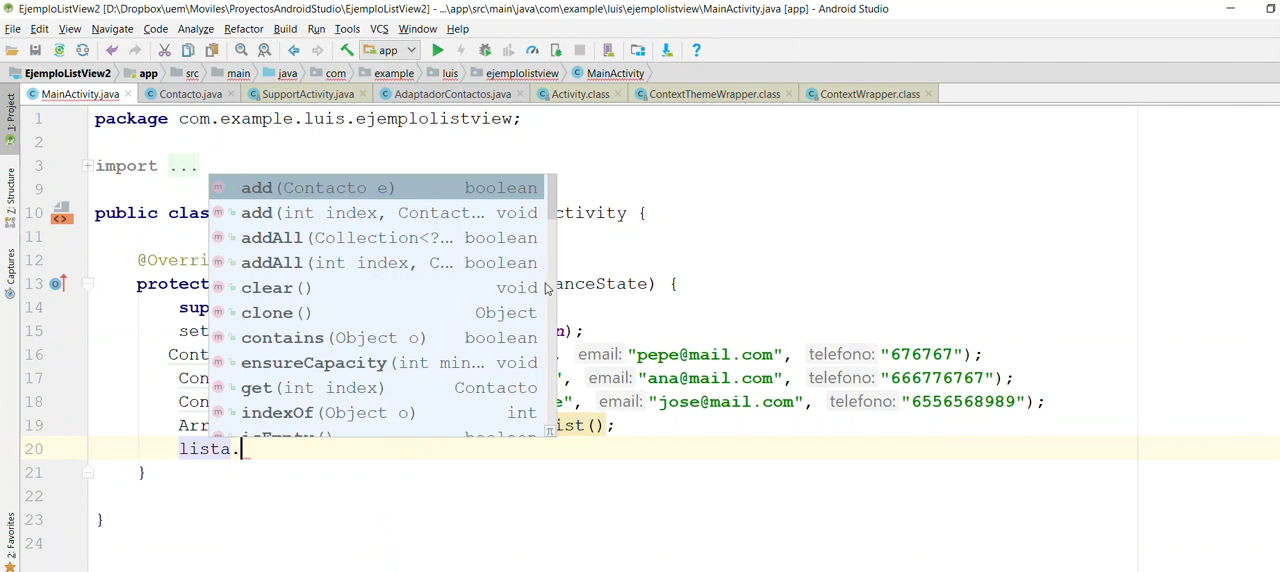 EjemploListView2 [D:\Dropbox\uem\Moviles\ProyectosAndroidStudio\EjemploListView2] - ...\app\src\main\java\com\example\luis\ejemplolistview\MainActivity.java [app] - Android Studio
File Edit View Navigate Code Analyze Refactor Build Run Tools VCS Window Help
app
EjemploListView2 app src main java com example luis ejemplolistview MainActivity
MainActivity.java Contacto.java SupportActivity.java AdaptadorContactos.java Activity.class ContextThemeWrapper.class ContextWrapper.class
1: Project
7: Structure
Captures
2: Favorites
1 package com.example.luis.ejemplolistview;
2
3 import ...
9
10 public clas ctivity {
11
12 @Overri
13 protec anceState) {
14 sup
15 set n);
16 Cont , email: "pepe@mail.com", telefono: "676767");
17 Con ", email: "ana@mail.com", telefono: "666776767");
18 Con e", email: "jose@mail.com", telefono: "6556568989");
19 Arr ist();
20 lista.
21 }
22
23 }
24
add(Contacto e) boolean
add(int index, Contact... void
addAll(Collection<?... boolean
addAll(int index, C... boolean
clear() void
clone() Object
contains(Object o) boolean
ensureCapacity(int min... void
get(int index) Contacto
indexOf(Object o) int
isEmpty() boolean
π